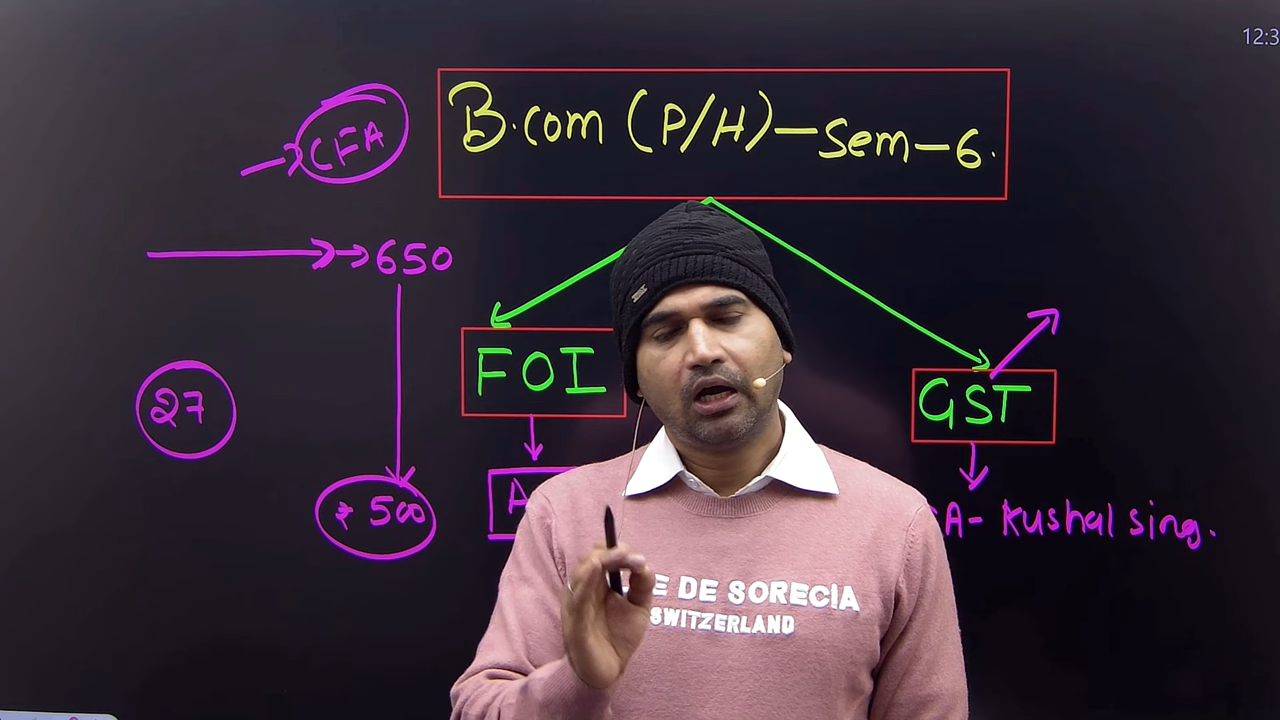 12:3
B.com (P/H) - Sem - 6.
CFA
650
FOI
GST
27
₹ 500
A
A - Kushal sing.
DE SORECIA
SWITZERLAND